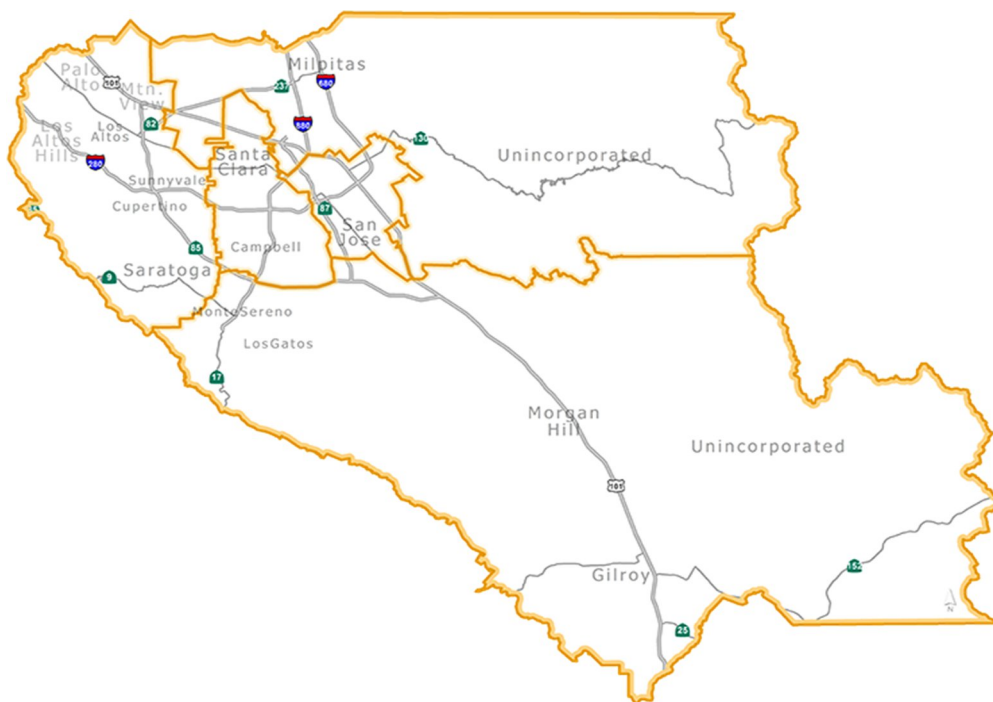 Palo
Alto
101
Mtn.
View
237
Milpitas
680
880
Los
Altos
Hills
Los
Altos
82
280
Santa
Clara
130
Unincorporated
Sunnyvale
Cupertino
87
San
Jose
85
Campbell
Saratoga
9
MonteSereno
LosGatos
17
Morgan
Hill
Unincorporated
101
Gilroy
152
25
N